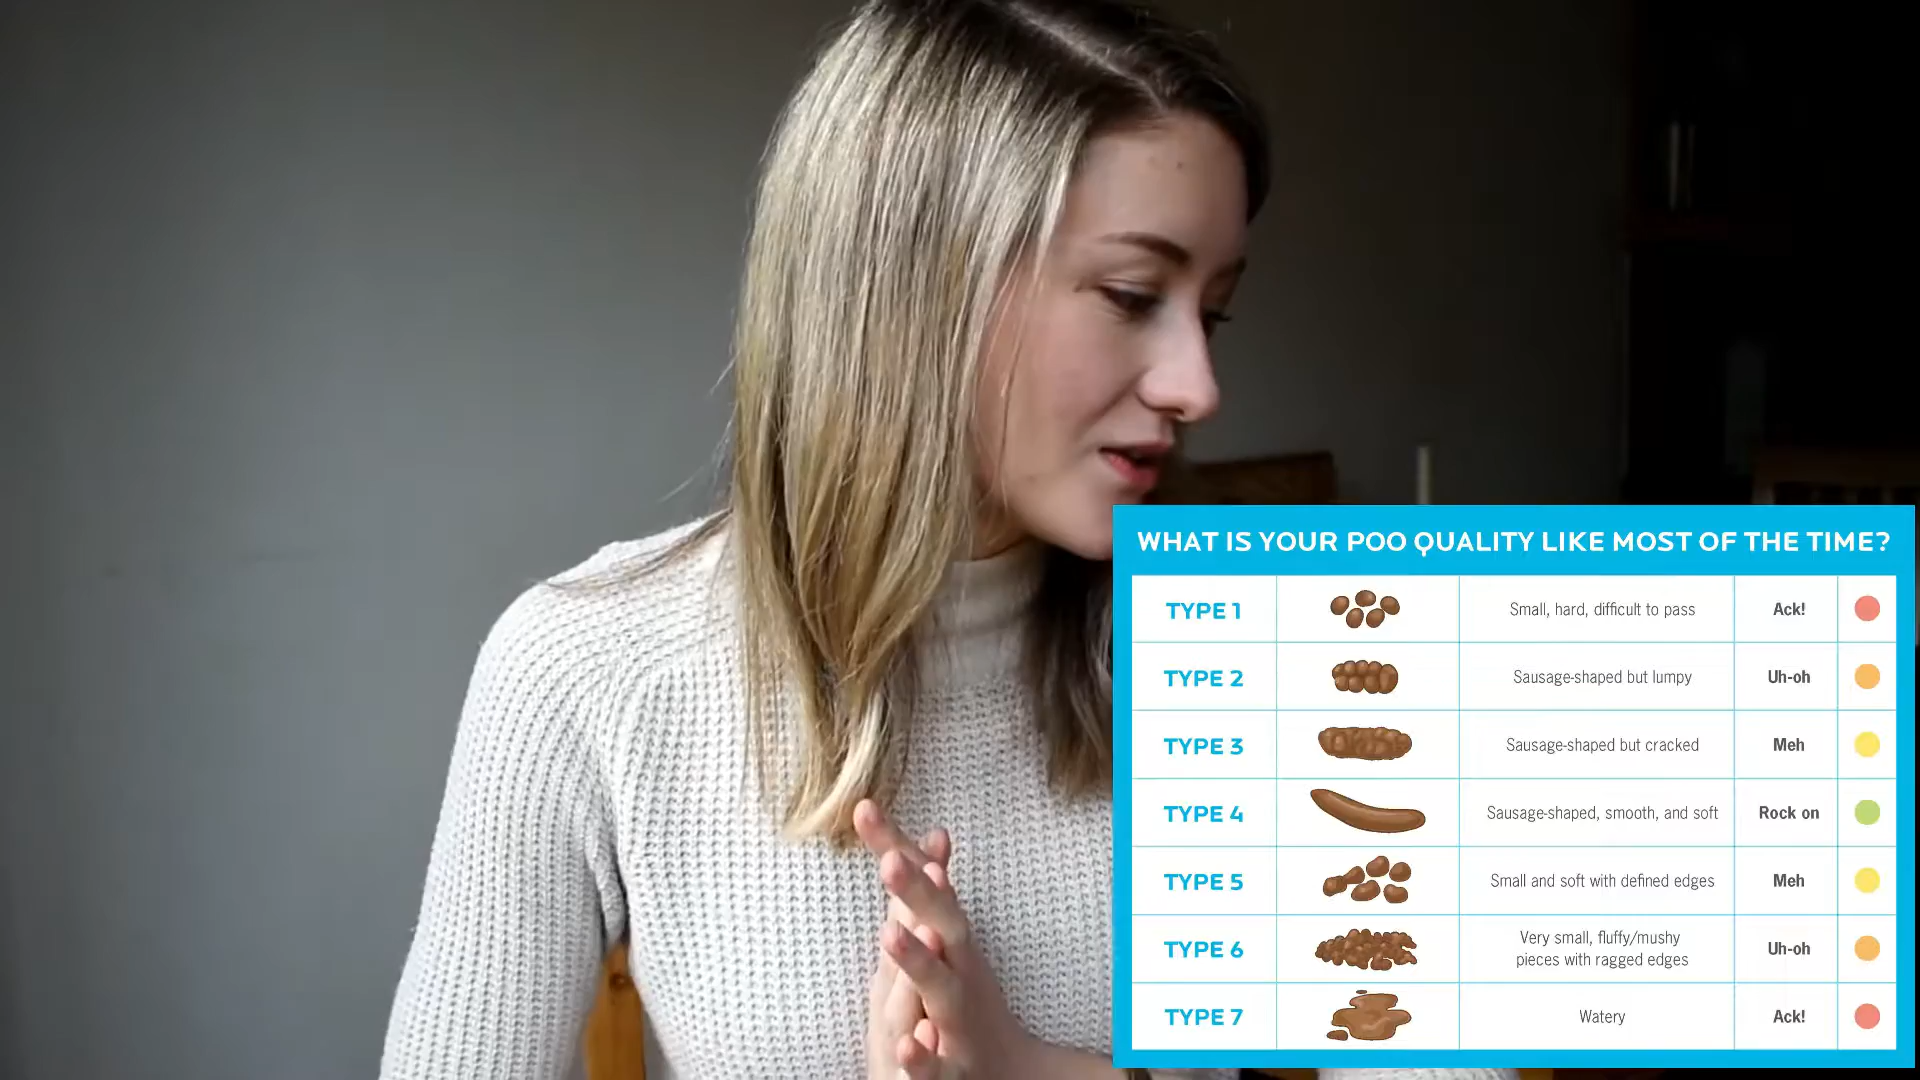 WHAT IS YOUR POO QUALITY LIKE MOST OF THE TIME?
TYPE 1 Small, hard, difficult to pass Ack!
TYPE 2 Sausage-shaped but lumpy Uh-oh
TYPE 3 Sausage-shaped but cracked Meh
TYPE 4 Sausage-shaped, smooth, and soft Rock on
TYPE 5 Small and soft with defined edges Meh
TYPE 6 Very small, fluffy/mushy
pieces with ragged edges Uh-oh
TYPE 7 Watery Ack!